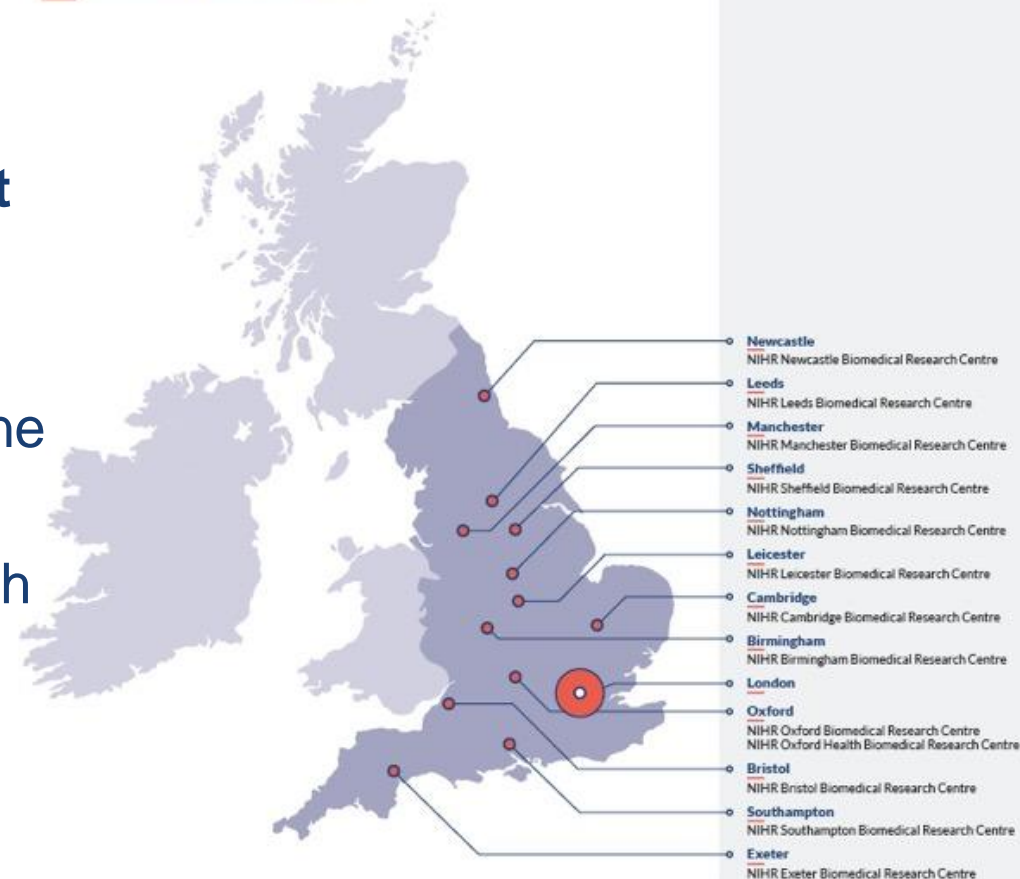 t
ne
h
Newcastle
NIHR Newcastle Biomedical Research Centre
Leeds
NIHR Leeds Biomedical Research Centre
Manchester
NIHR Manchester Biomedical Research Centre
Sheffield
NIHR Sheffield Biomedical Research Centre
Nottingham
NIHR Nottingham Biomedical Research Centre
Leicester
NIHR Leicester Biomedical Research Centre
Cambridge
NIHR Cambridge Biomedical Research Centre
Birmingham
NIHR Birmingham Biomedical Research Centre
London
Oxford
NIHR Oxford Biomedical Research Centre
NIHR Oxford Health Biomedical Research Centre
Bristol
NIHR Bristol Biomedical Research Centre
Southampton
NIHR Southampton Biomedical Research Centre
Exeter
NIHR Exeter Biomedical Research Centre